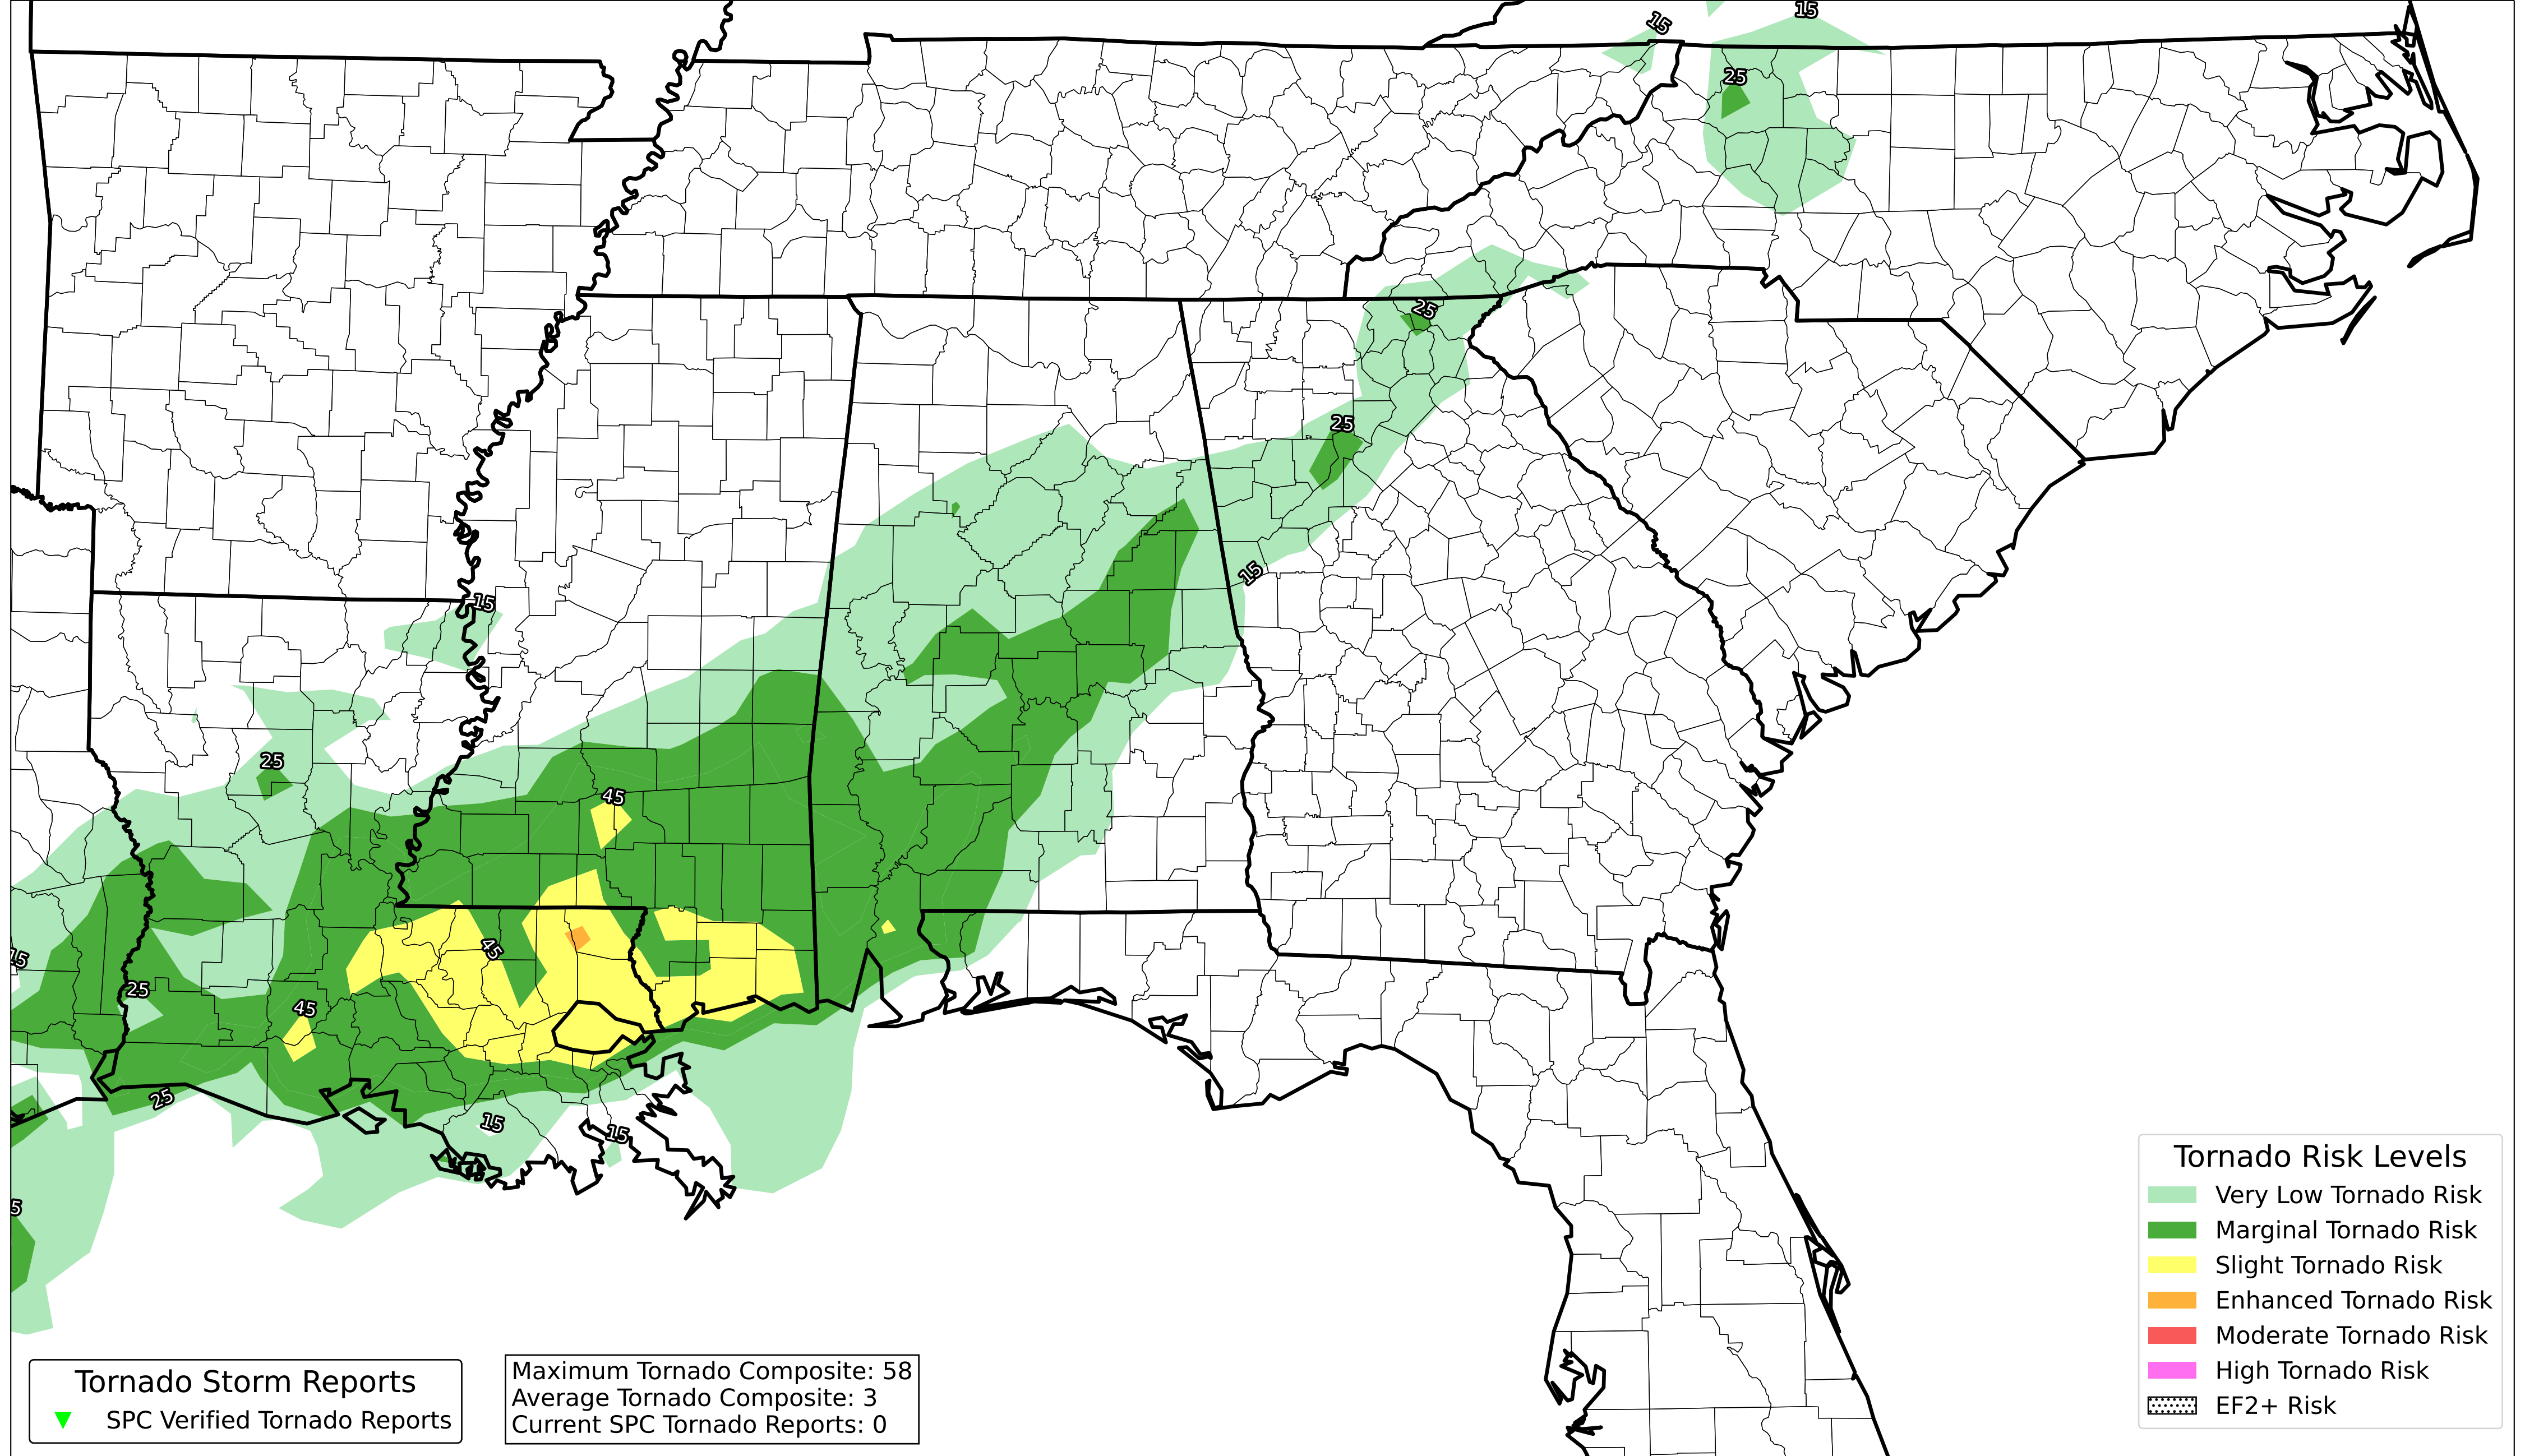 15
15
25
25
25
15
15
25
45
45
15
25
45
25
15
15
5
Tornado Risk Levels
Very Low Tornado Risk
Marginal Tornado Risk
Slight Tornado Risk
Enhanced Tornado Risk
Moderate Tornado Risk
High Tornado Risk
EF2+ Risk
Tornado Storm Reports
SPC Verified Tornado Reports
Maximum Tornado Composite: 58
Average Tornado Composite: 3
Current SPC Tornado Reports: 0